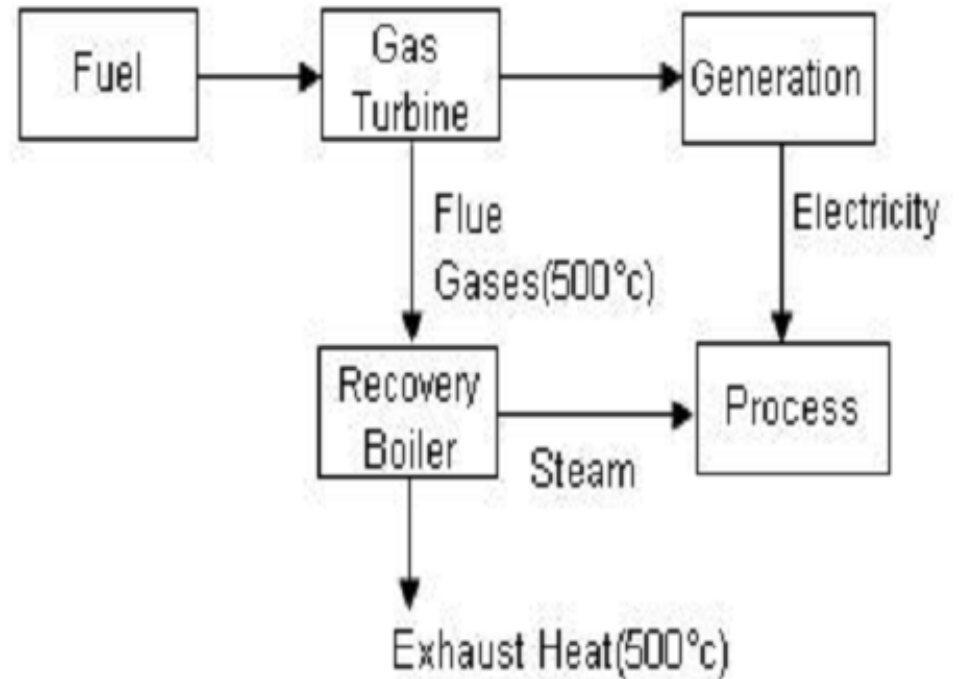 Fuel
Gas
Turbine
Generation
Flue
Gases(500°c)
Electricity
Recovery
Boiler
Steam
Process
Exhaust Heat(500°c)